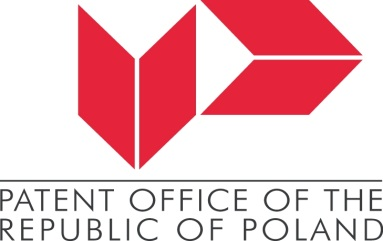 PATENT OFFICE OF THE
REPUBLIC OF POLAND